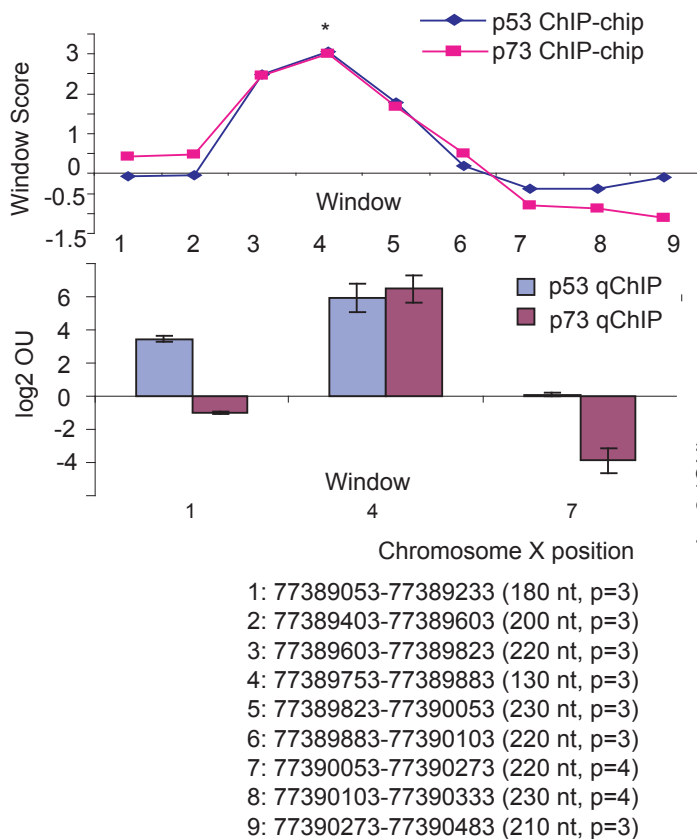 *
p53 ChIP-chip
p73 ChIP-chip
Window Score
3
2
1
0
-0.5
-1.5
Window
1 2 3 4 5 6 7 8 9
p53 qChIP
p73 qChIP
log2 OU
6
4
2
0
-2
-4
Window
1 4 7
Chromosome X position
1: 77389053-77389233 (180 nt, p=3)
2: 77389403-77389603 (200 nt, p=3)
3: 77389603-77389823 (220 nt, p=3)
4: 77389753-77389883 (130 nt, p=3)
5: 77389823-77390053 (230 nt, p=3)
6: 77389883-77390103 (220 nt, p=3)
7: 77390053-77390273 (220 nt, p=4)
8: 77390103-77390333 (230 nt, p=4)
9: 77390273-77390483 (210 nt, p=3)